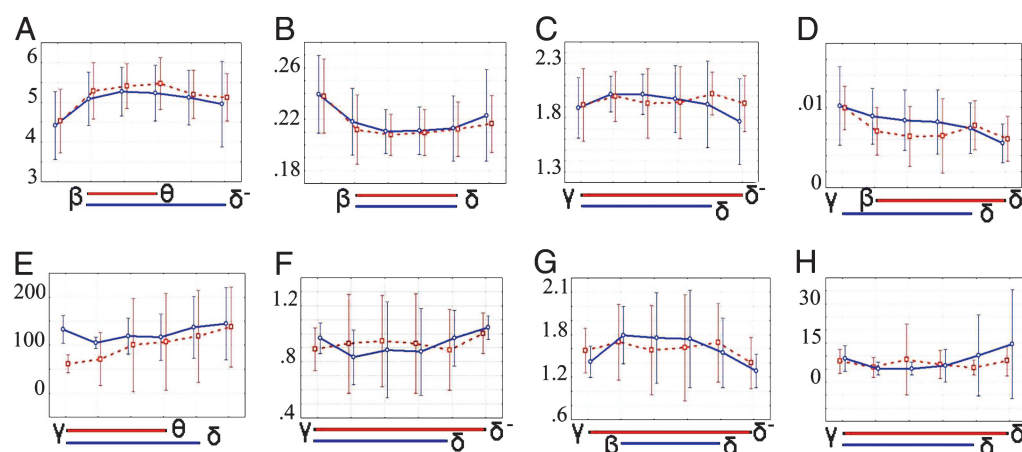 A
6
5
4
3
β θ δ⁻
δ
B
.26
.22
.18
β δ
C
2.3
1.8
1.3
γ δ⁻
δ
D
.01
0
γ β δ δ
E
200
100
0
γ θ
δ
F
1.2
.8
.4
γ δ δ⁻
G
2.1
1.8
1.2
.6
γ δ⁻
β δ
H
30
15
0
γ δ δ